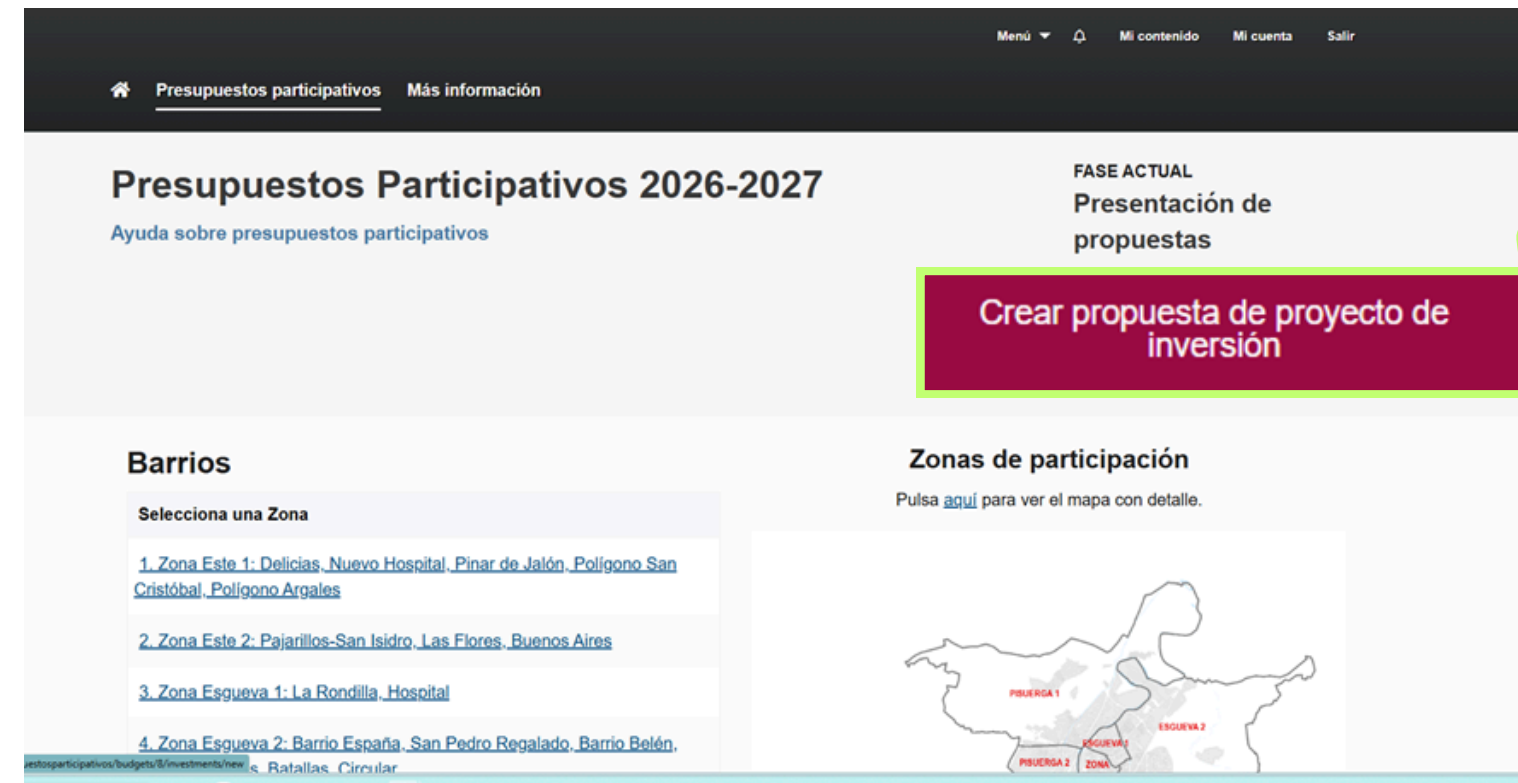 Menú Mi contenido Mi cuenta Salir
Presupuestos participativos Más información
Presupuestos Participativos 2026-2027
Ayuda sobre presupuestos participativos
FASE ACTUAL
Presentación de
propuestas
Crear propuesta de proyecto de
inversión
Barrios
Selecciona una Zona
1. Zona Este 1: Delicias, Nuevo Hospital, Pinar de Jalón, Polígono San
Cristóbal, Polígono Argales
2. Zona Este 2: Pajarillos-San Isidro, Las Flores, Buenos Aires
3. Zona Esgueva 1: La Rondilla, Hospital
4. Zona Esgueva 2: Barrio España, San Pedro Regalado, Barrio Belén,
s, Batallas, Circular
uestosparticipativos/budgets/8/investments/new
Zonas de participación
Pulsa aquí para ver el mapa con detalle.
PISUERGA 1
ESGUEVA 2
ESGUEVA 1
PISUERGA 2
ZONA